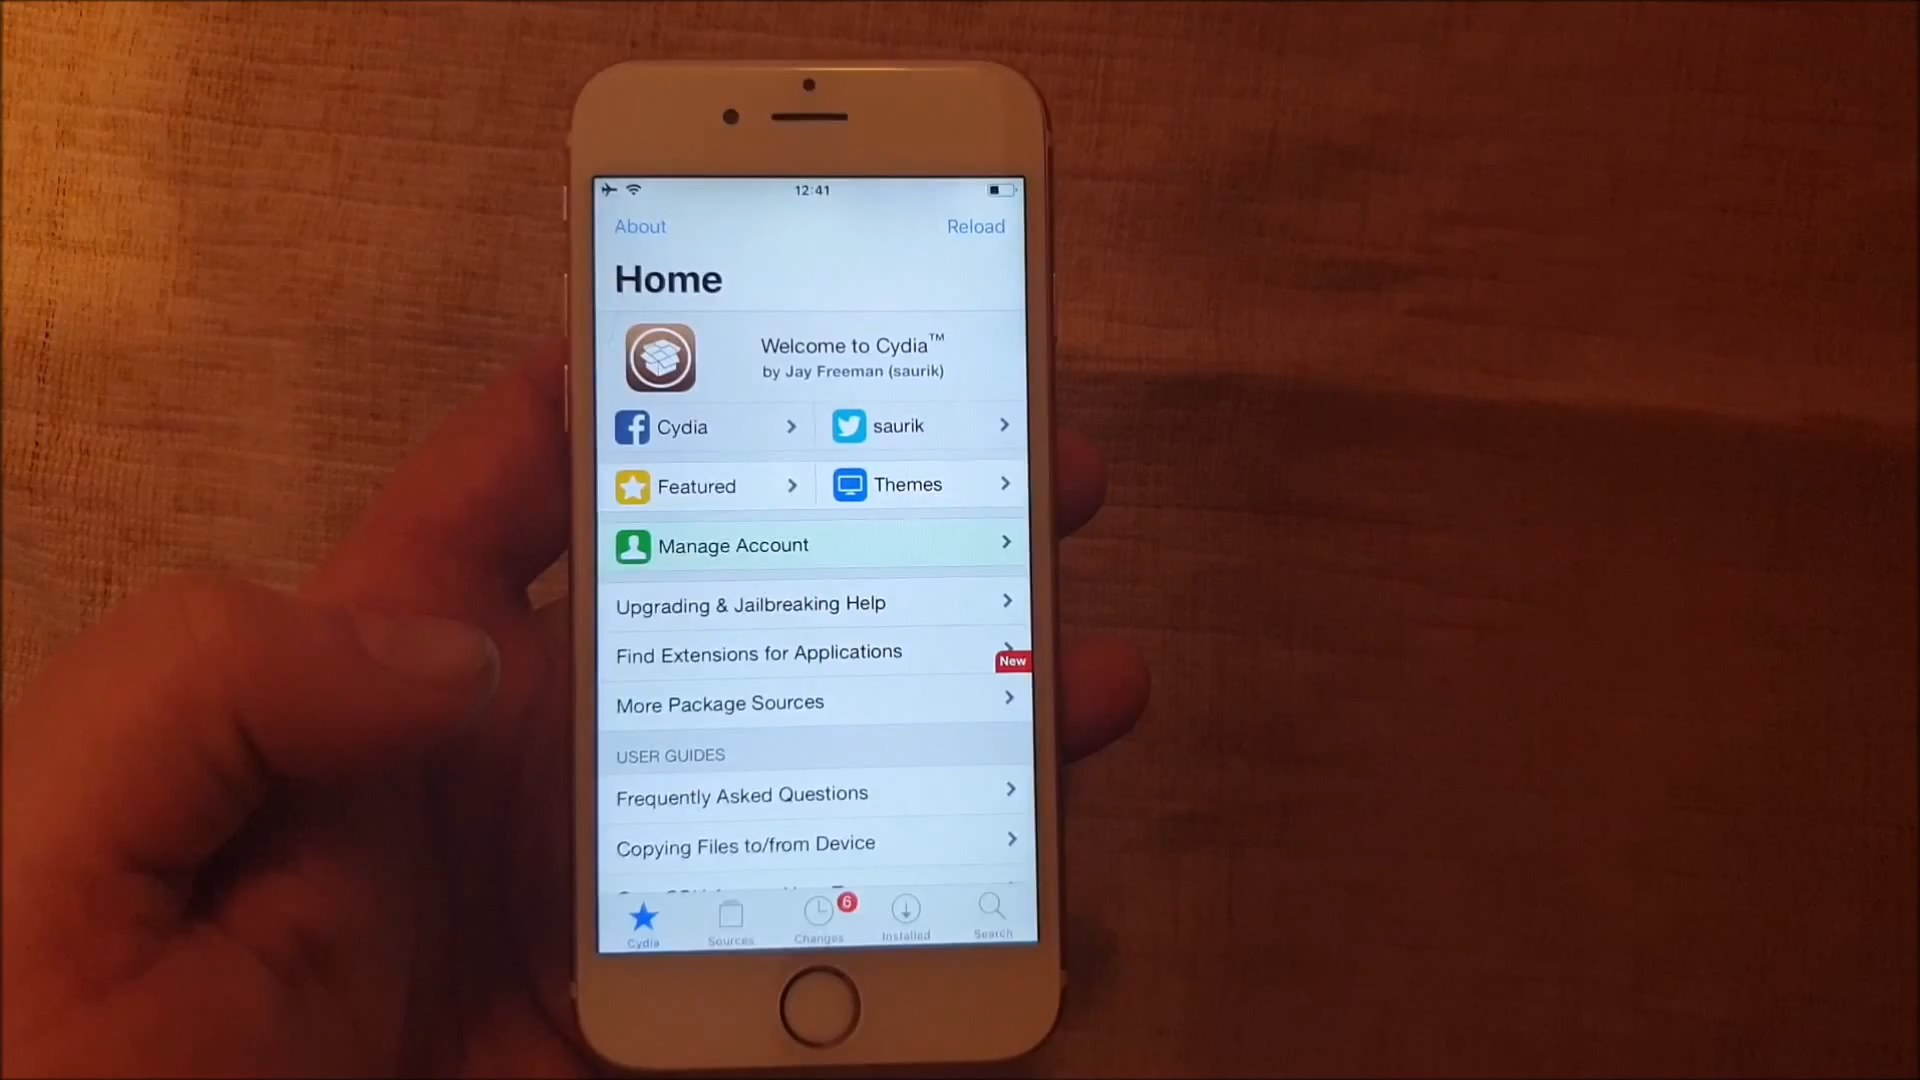 12:41
About
Reload
Home
Welcome to Cydia™
by Jay Freeman (saurik)
Cydia
saurik
Featured
Themes
Manage Account
Upgrading & Jailbreaking Help
Find Extensions for Applications
New
More Package Sources
USER GUIDES
Frequently Asked Questions
Copying Files to/from Device
6
Cydia
Sources
Changes
Installed
Search